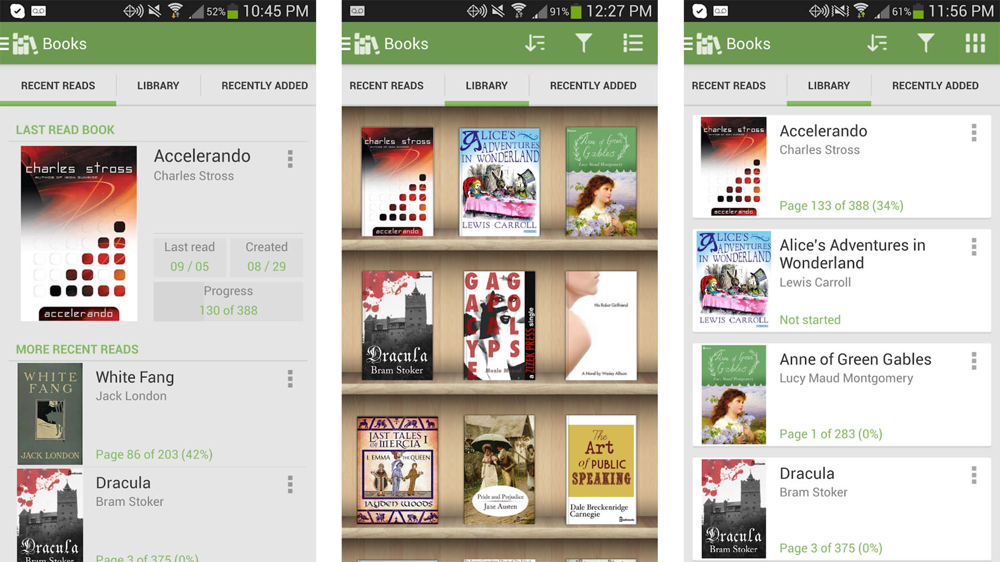 52% 10:45 PM
Books
RECENT READS LIBRARY RECENTLY ADDED
LAST READ BOOK
charles stross
AUTHOR OF IRON SUNRISE
accelerando
Accelerando
Charles Stross
Last read Created
09 / 05 08 / 29
Progress
130 of 388
MORE RECENT READS
WHITE
FANG
JACK LONDON
White Fang
Jack London
Page 86 of 203 (42%)
Dracula
Bram Stoker
Dracula
Bram Stoker
Page 3 of 375 (0%)
91% 12:27 PM
Books
RECENT READS LIBRARY RECENTLY ADDED
charles stross
AUTHOR OF IRON SUNRISE
accelerando
ALICE'S
ADVENTURES
IN WONDERLAND
LEWIS CARROLL
FEEDBOOKS
Anne of Green
Gables
Lucy Maud Montgomery
feedbooks
Dracula
Bram Stoker
GAG
APO
CAL
YPS
E
Moxie Mezcal
a ZIZEK PRESS single
His Robot Girlfriend
A Novel by Wesley Allison
LAST TALES
OF MERCIA 1
1. EMMA THE QUEEN
JAYDEN WOODS
Pride and Prejudice
Jane Austen
feedbooks
The
Art
of PUBLIC
SPEAKING
Dale Breckenridge
Carnegie
feedbooks
61% 11:56 PM
Books
RECENT READS LIBRARY RECENTLY ADDED
charles stross
AUTHOR OF IRON SUNRISE
accelerando
Accelerando
Charles Stross
Page 133 of 388 (34%)
ALICE'S
ADVENTURES
IN WONDERLAND
LEWIS CARROLL
Alice's Adventures in
Wonderland
Lewis Carroll
Not started
Anne of Green
Gables
Lucy Maud Montgomery
Anne of Green Gables
Lucy Maud Montgomery
Page 1 of 283 (0%)
feedbooks
Dracula
Bram Stoker
Dracula
Bram Stoker
Page 3 of 375 (0%)